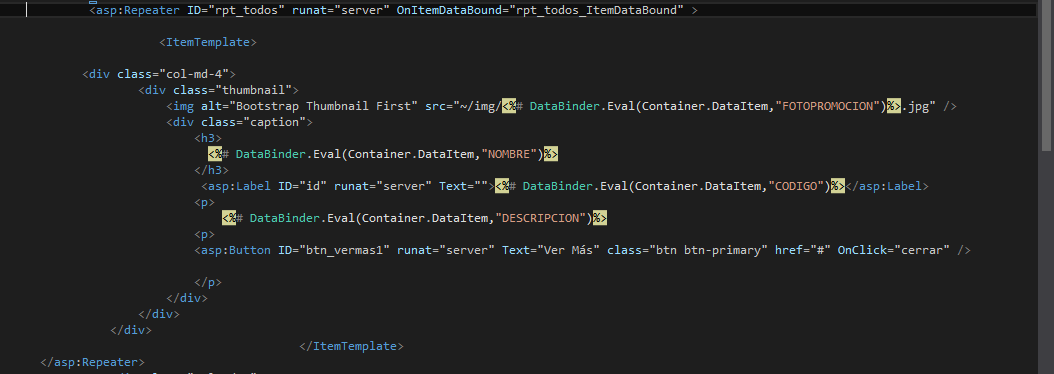 <asp:Repeater ID="rpt_todos" runat="server" OnItemDataBound="rpt_todos_ItemDataBound" >
<ItemTemplate>
<div class="col-md-4">
<div class="thumbnail">
<img alt="Bootstrap Thumbnail First" src="~/img/<%# DataBinder.Eval(Container.DataItem,"FOTOPROMOCION")%>.jpg" />
<div class="caption">
<h3>
<%# DataBinder.Eval(Container.DataItem,"NOMBRE")%>
</h3>
<asp:Label ID="id" runat="server" Text=""><%# DataBinder.Eval(Container.DataItem,"CODIGO")%></asp:Label>
<p>
<%# DataBinder.Eval(Container.DataItem,"DESCRIPCION")%>
<p>
<asp:Button ID="btn_vermas1" runat="server" Text="Ver Más" class="btn btn-primary" href="#" OnClick="cerrar" />
</p>
</div>
</div>
</div>
</ItemTemplate>
</asp:Repeater>